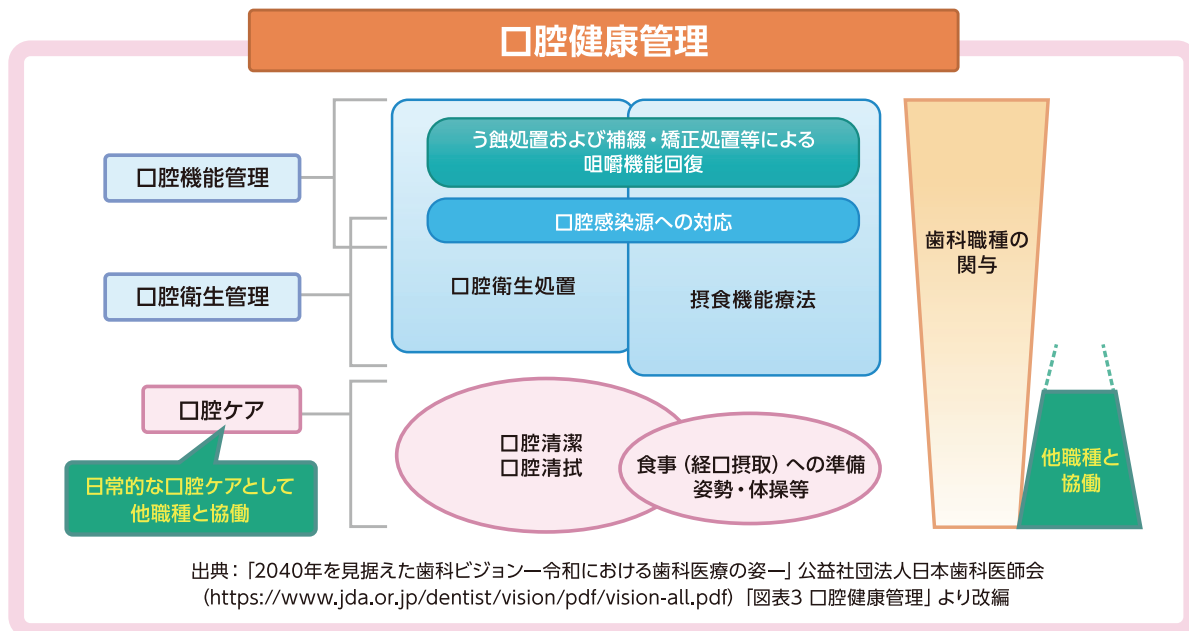 口腔健康管理
口腔機能管理
口腔衛生管理
口腔ケア
日常的な口腔ケアとして
他職種と協働
う蝕処置および補綴・矯正処置等による
咀嚼機能回復
口腔感染源への対応
口腔衛生処置
摂食機能療法
口腔清潔
口腔清拭
食事（経口摂取）への準備
姿勢・体操等
歯科職種の
関与
他職種と
協働
出典：「2040年を見据えた歯科ビジョンー令和における歯科医療の姿ー」公益社団法人日本歯科医師会
（https://www.jda.or.jp/dentist/vision/pdf/vision-all.pdf）「図表3 口腔健康管理」より改編